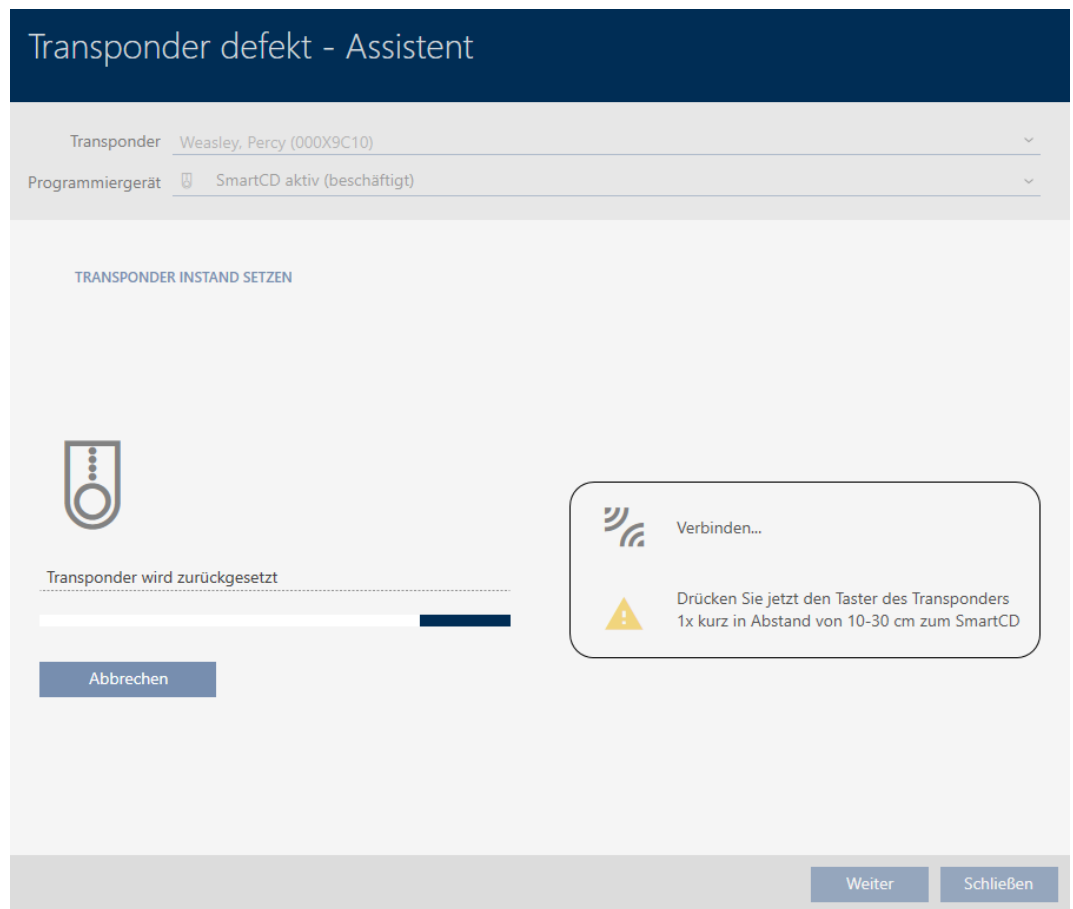 Transponder defekt - Assistent
Transponder Weasley, Percy (000X9C10)
Programmiergerät SmartCD aktiv (beschäftigt)
TRANSPONDER INSTAND SETZEN
Transponder wird zurückgesetzt
Abbrechen
Verbinden...
Drücken Sie jetzt den Taster des Transponders
1x kurz in Abstand von 10-30 cm zum SmartCD
Weiter Schließen